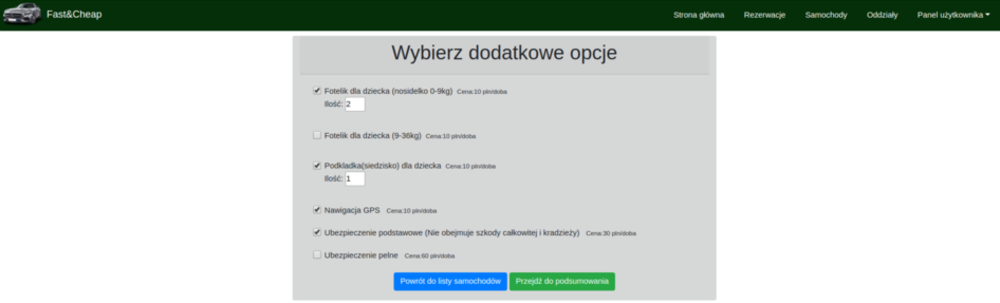 Fast&Cheap Strona główna Rezerwacje Samochody Oddziały Panel użytkownika
Wybierz dodatkowe opcje
Fotelik dla dziecka (nosidelko 0-9kg) Cena:10 pln/doba
Ilość: 2
Fotelik dla dziecka (9-36kg) Cena:10 pln/doba
Podkladka(siedzisko) dla dziecka Cena:10 pln/doba
Ilość: 1
Nawigacja GPS Cena:10 pln/doba
Ubezpieczenie podstawowe (Nie obejmuje szkody całkowitej i kradzieży) Cena:30 pln/doba
Ubezpieczenie pelne Cena:60 pln/doba
Powrót do listy samochodów Przejdź do podsumowania